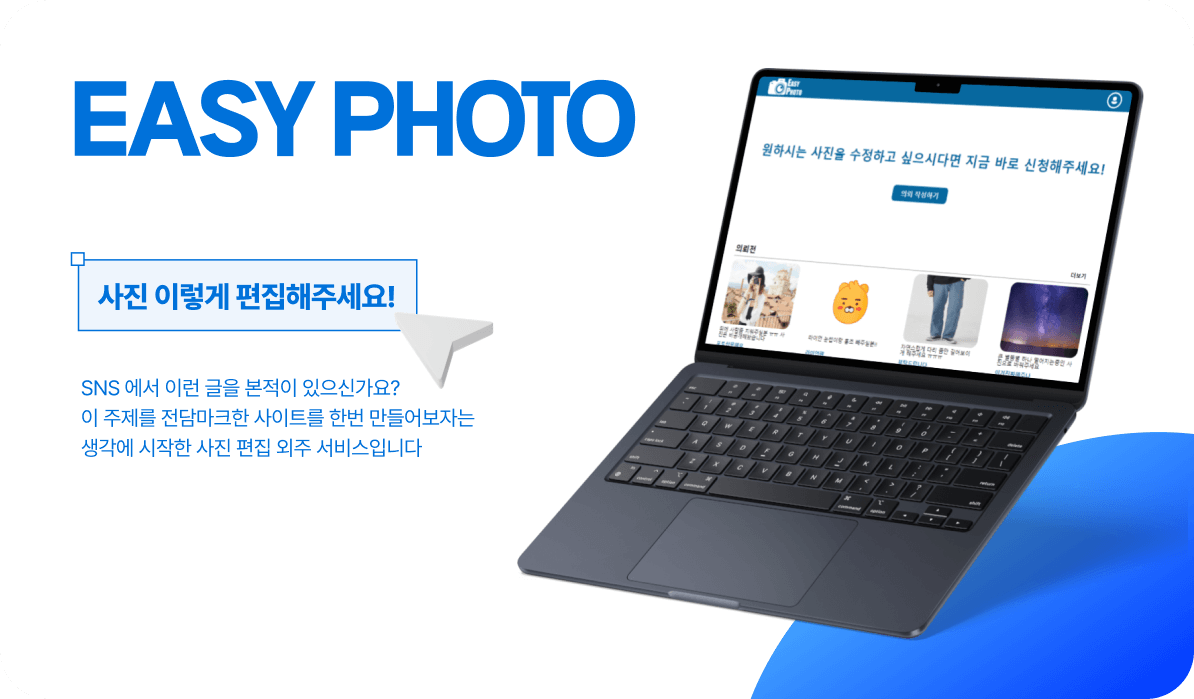 EASY PHOTO
사진 이렇게 편집해주세요!
SNS 에서 이런 글을 본적이 있으신가요?
이 주제를 전담마크한 사이트를 한번 만들어보자는
생각에 시작한 사진 편집 외주 서비스입니다
EASY
PHOTO
원하시는 사진을 수정하고 싶으시다면 지금 바로 신청해주세요!
의뢰 작성하기
의뢰전
더보기